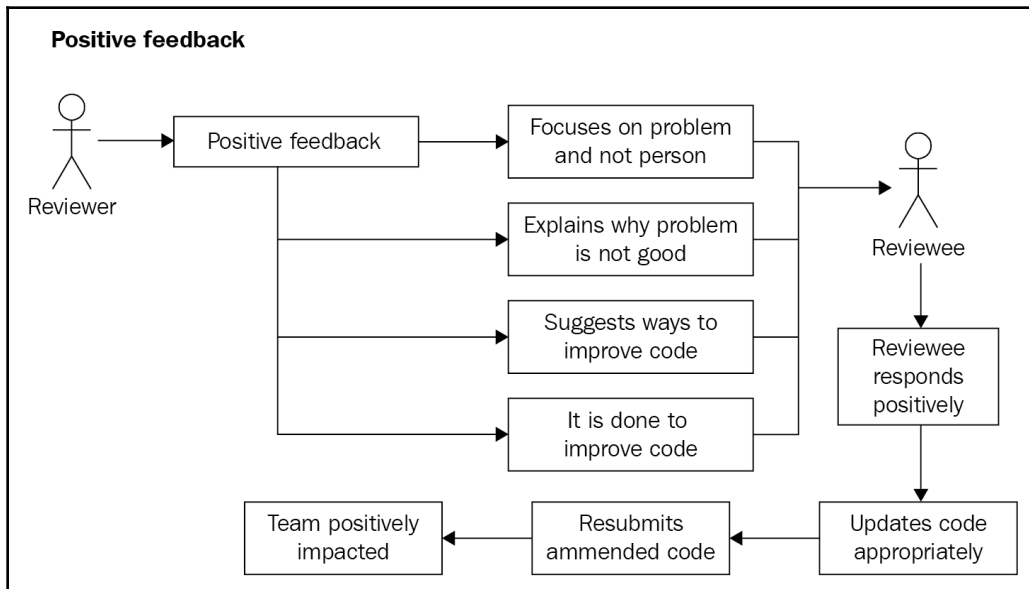 Positive feedback
Positive feedback
Reviewer
Focuses on problem
and not person
Explains why problem
is not good
Suggests ways to
improve code
It is done to
improve code
Reviewee
Reviewee
responds
positively
Updates code
appropriately
Resubmits
ammended code
Team positively
impacted